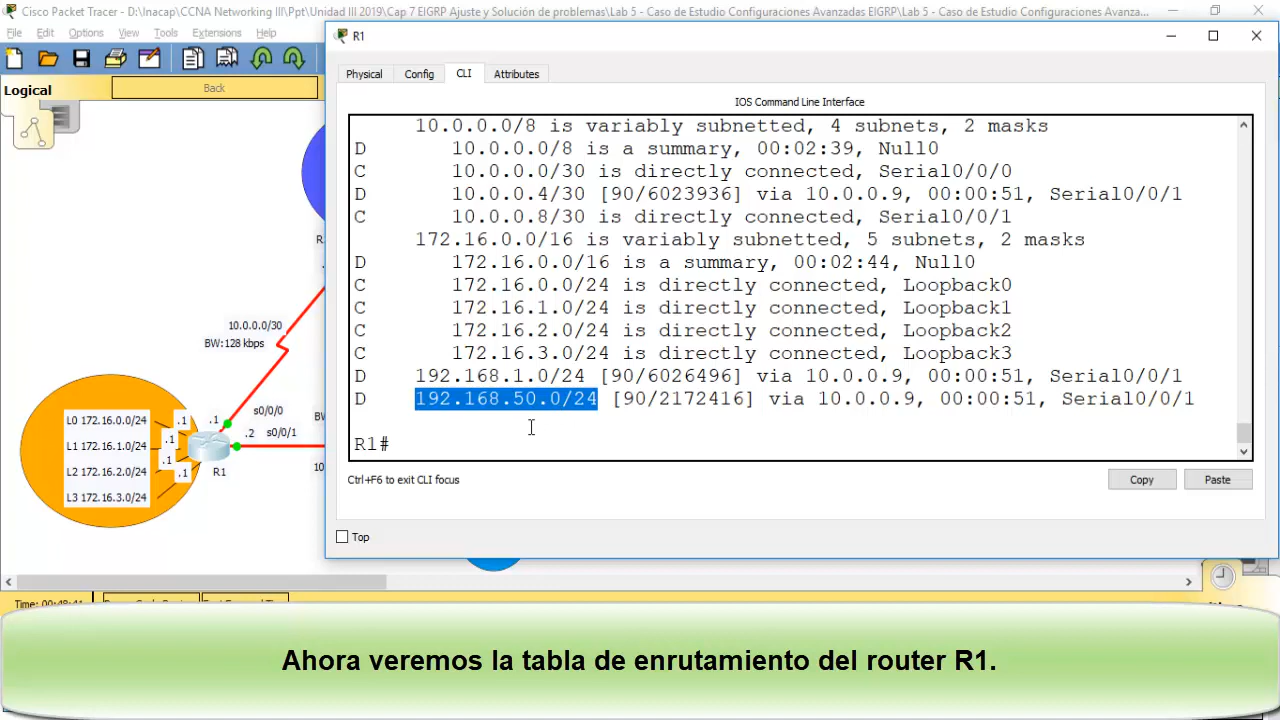 Cisco Packet Tracer - D:\Inacap\CCNA Networking III\Ppt\Unidad III 2019\Cap 7 EIGRP Ajuste y Solución de problemas\Lab 5 - Caso de Estudio Configuraciones Avanzadas EIGRP\Lab 5 - Caso de Estudio Configuraciones Avanza...
File Edit Options View Tools Extensions Help
R1
Logical
Back
Physical Config CLI Attributes
IOS Command Line Interface
10.0.0.0/8 is variably subnetted, 4 subnets, 2 masks
D 10.0.0.0/8 is a summary, 00:02:39, Null0
C 10.0.0.0/30 is directly connected, Serial0/0/0
D 10.0.0.4/30 [90/6023936] via 10.0.0.9, 00:00:51, Serial0/0/1
C 10.0.0.8/30 is directly connected, Serial0/0/1
172.16.0.0/16 is variably subnetted, 5 subnets, 2 masks
D 172.16.0.0/16 is a summary, 00:02:44, Null0
C 172.16.0.0/24 is directly connected, Loopback0
C 172.16.1.0/24 is directly connected, Loopback1
C 172.16.2.0/24 is directly connected, Loopback2
C 172.16.3.0/24 is directly connected, Loopback3
D 192.168.1.0/24 [90/6026496] via 10.0.0.9, 00:00:51, Serial0/0/1
D 192.168.50.0/24 [90/2172416] via 10.0.0.9, 00:00:51, Serial0/0/1
R1#
Ctrl+F6 to exit CLI focus
Copy Paste
Top
10.0.0.0/30
BW:128 kbps
L0 172.16.0.0/24 .1 .1 s0/0/0
L1 172.16.1.0/24 .1 .2 s0/0/1
L2 172.16.2.0/24 .1 R1
L3 172.16.3.0/24 .1
Ahora veremos la tabla de enrutamiento del router R1.